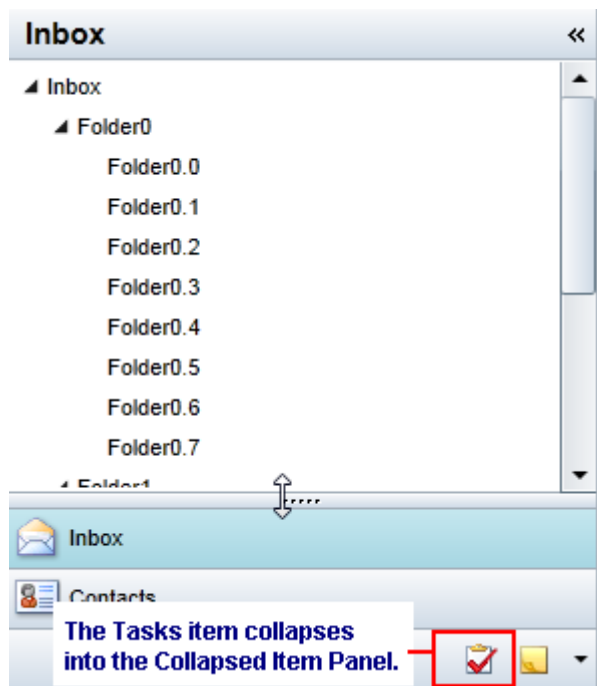 Inbox
Inbox
Folder0
Folder0.0
Folder0.1
Folder0.2
Folder0.3
Folder0.4
Folder0.5
Folder0.6
Folder0.7
Folder1
Inbox
Contacts
The Tasks item collapses
into the Collapsed Item Panel.